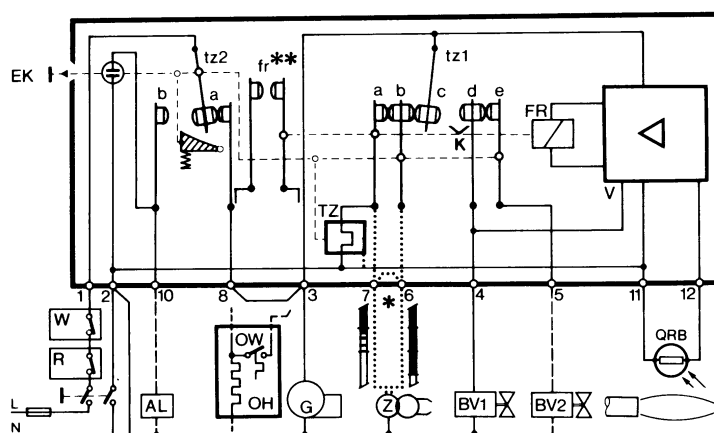 tz2 fr** tz1
EK
b a a b c d e
FR
K
V
TZ
1 2 10 8 3 7 * 6 4 5 11 12
W
OW
QRB
R
L
AL OH G Z BV1 BV2
N